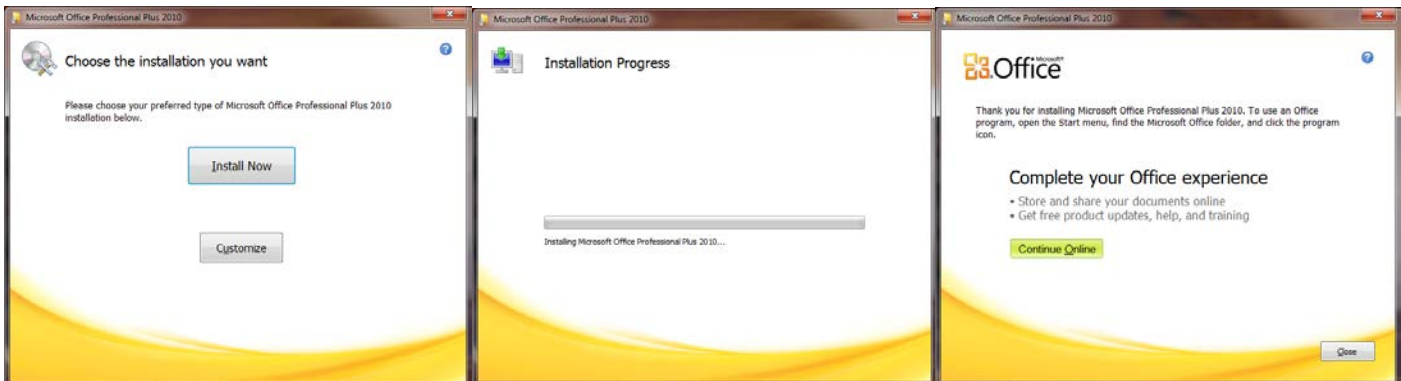 Microsoft Office Professional Plus 2010
Choose the installation you want
Please choose your preferred type of Microsoft Office Professional Plus 2010
installation below.
Install Now
Customize
Microsoft Office Professional Plus 2010
Installation Progress
Installing Microsoft Office Professional Plus 2010...
Microsoft Office Professional Plus 2010
Microsoft®
Office
Thank you for installing Microsoft Office Professional Plus 2010. To use an Office
program, open the Start menu, find the Microsoft Office folder, and click the program
icon.
Complete your Office experience
• Store and share your documents online
• Get free product updates, help, and training
Continue Online
Close